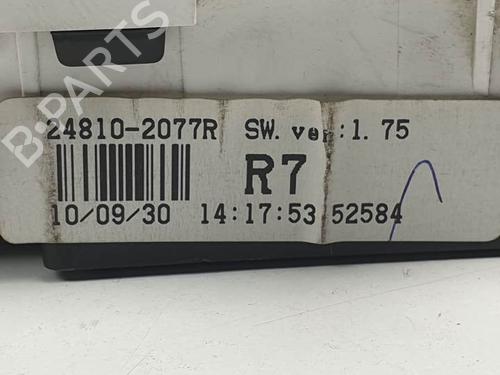 B-PARTS
24810-2077R SW. ver:1. 75
R7
10/09/30 14:17:53 52584